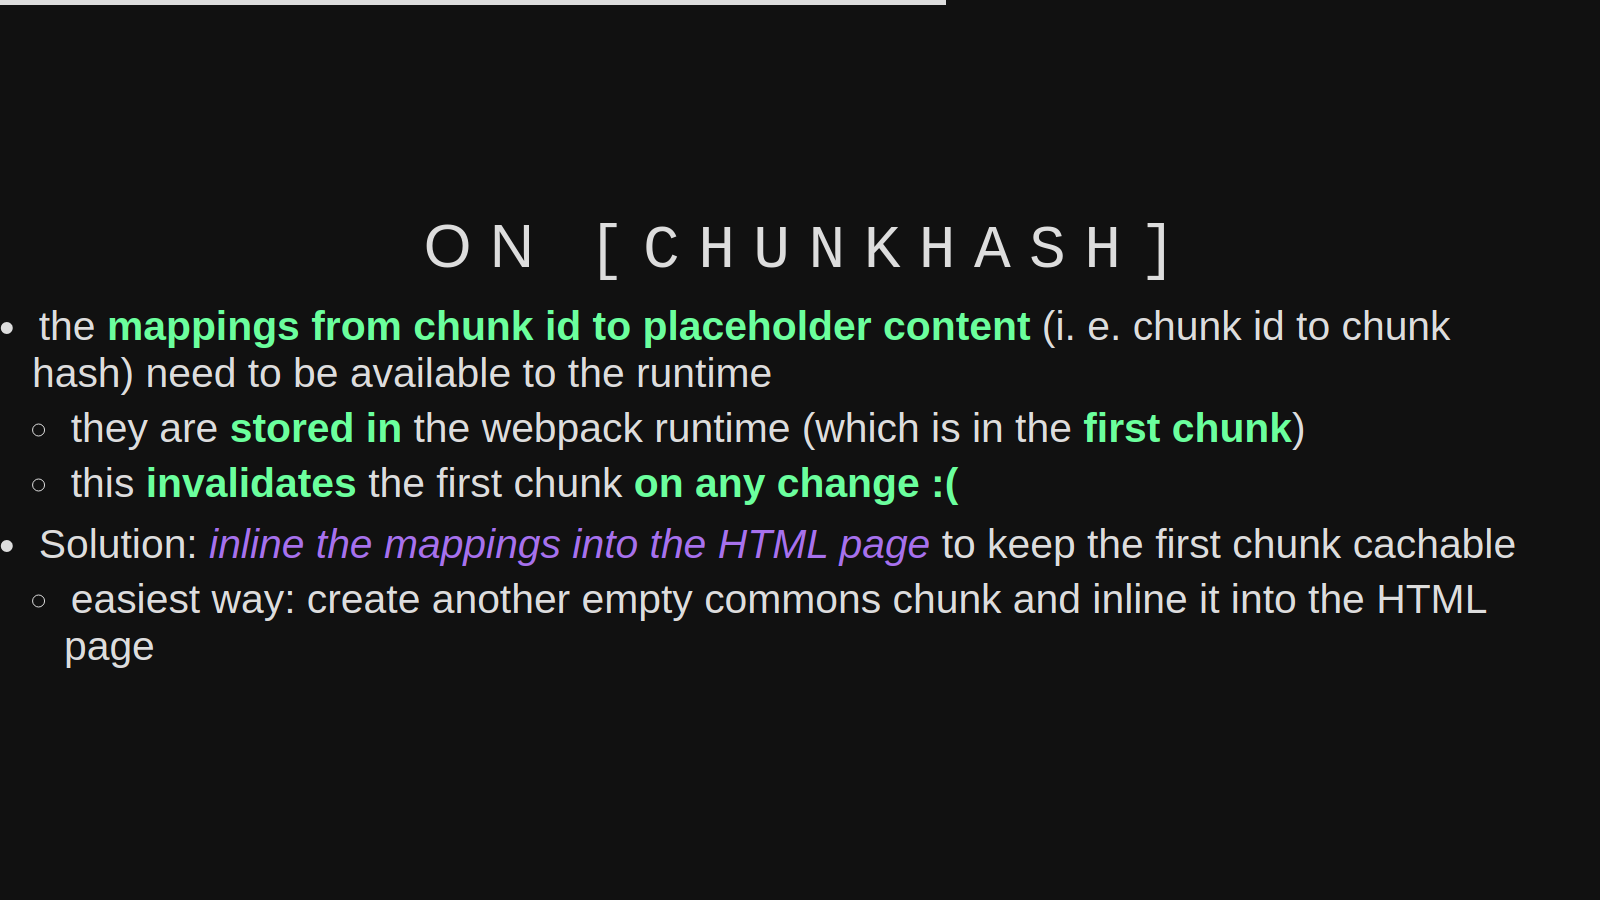 ON [CHUNKHASH]
the mappings from chunk id to placeholder content (i. e. chunk id to chunk
hash) need to be available to the runtime
they are stored in the webpack runtime (which is in the first chunk)
this invalidates the first chunk on any change :(
Solution: inline the mappings into the HTML page to keep the first chunk cachable
easiest way: create another empty commons chunk and inline it into the HTML
page